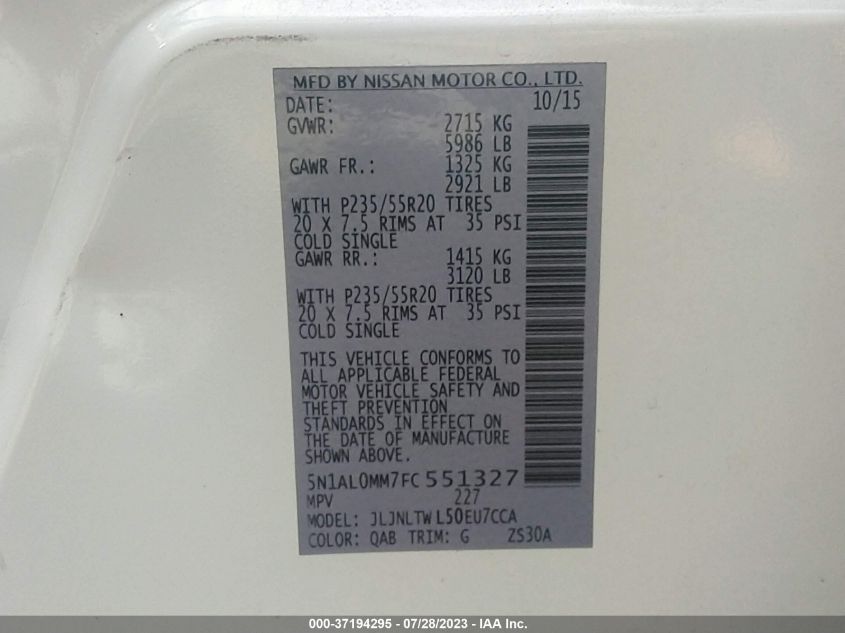 MFD BY NISSAN MOTOR CO., LTD.
DATE: 10/15
GVWR: 2715 KG
5986 LB
GAWR FR.: 1325 KG
2921 LB
WITH P235/55R20 TIRES
20 X 7.5 RIMS AT 35 PSI
COLD SINGLE
GAWR RR.: 1415 KG
3120 LB
WITH P235/55R20 TIRES
20 X 7.5 RIMS AT 35 PSI
COLD SINGLE
THIS VEHICLE CONFORMS TO
ALL APPLICABLE FEDERAL
MOTOR VEHICLE SAFETY AND
THEFT PREVENTION
STANDARDS IN EFFECT ON
THE DATE OF MANUFACTURE
SHOWN ABOVE.
5N1AL0MM7FC551327
MPV 227
MODEL: JLJNLTWL50EU7CCA
COLOR: QAB TRIM: G ZS30A
000-37194295 - 07/28/2023 - IAA Inc.